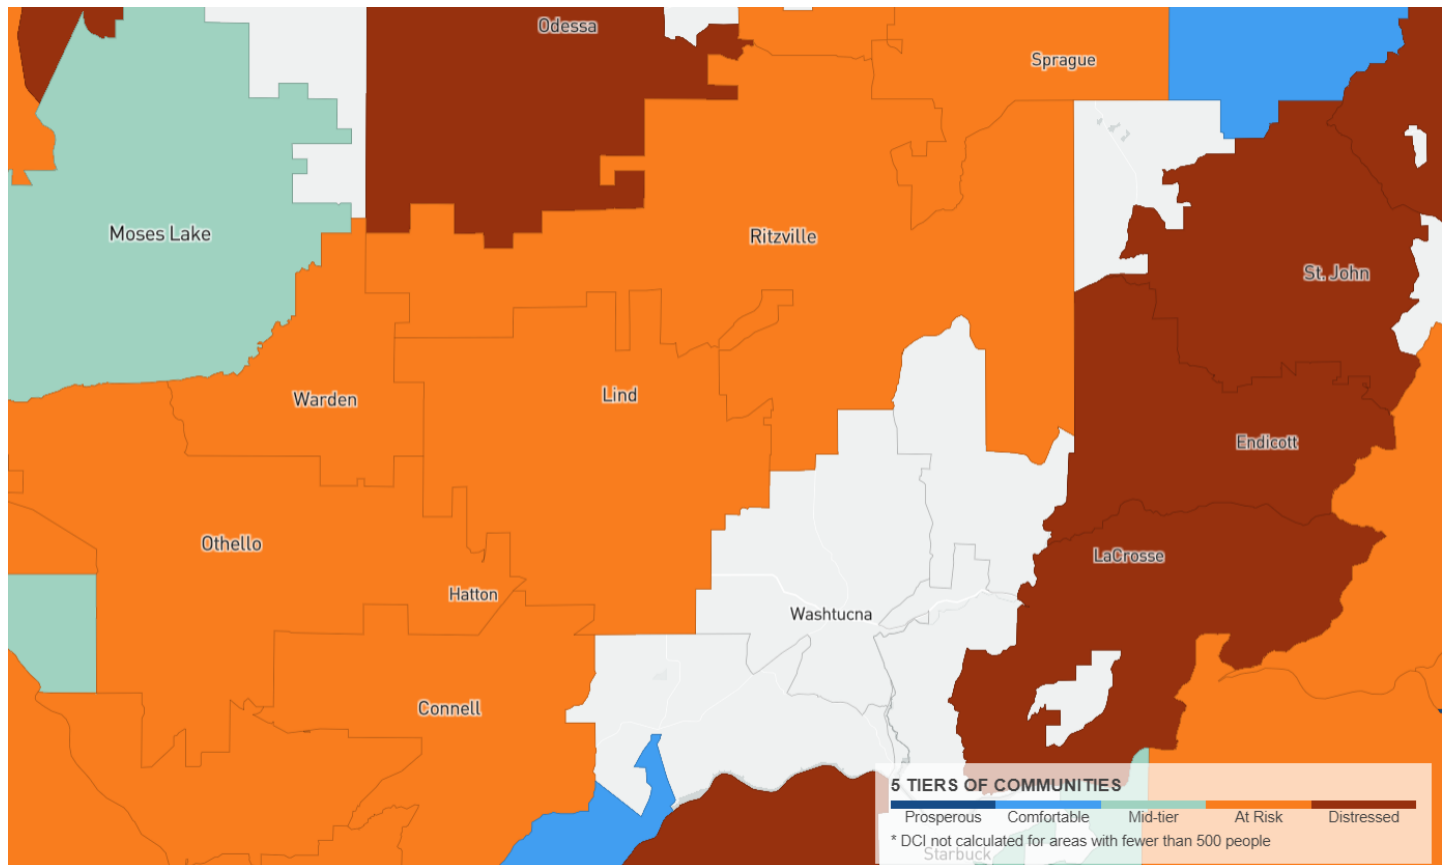 Odessa
Sprague
Moses Lake
Ritzville
St. John
Warden
Lind
Endicott
Othello
LaCrosse
Hatton
Washtucna
Connell
5 TIERS OF COMMUNITIES
Prosperous Comfortable Mid-tier At Risk Distressed
* DCI not calculated for areas with fewer than 500 people
Starbuck